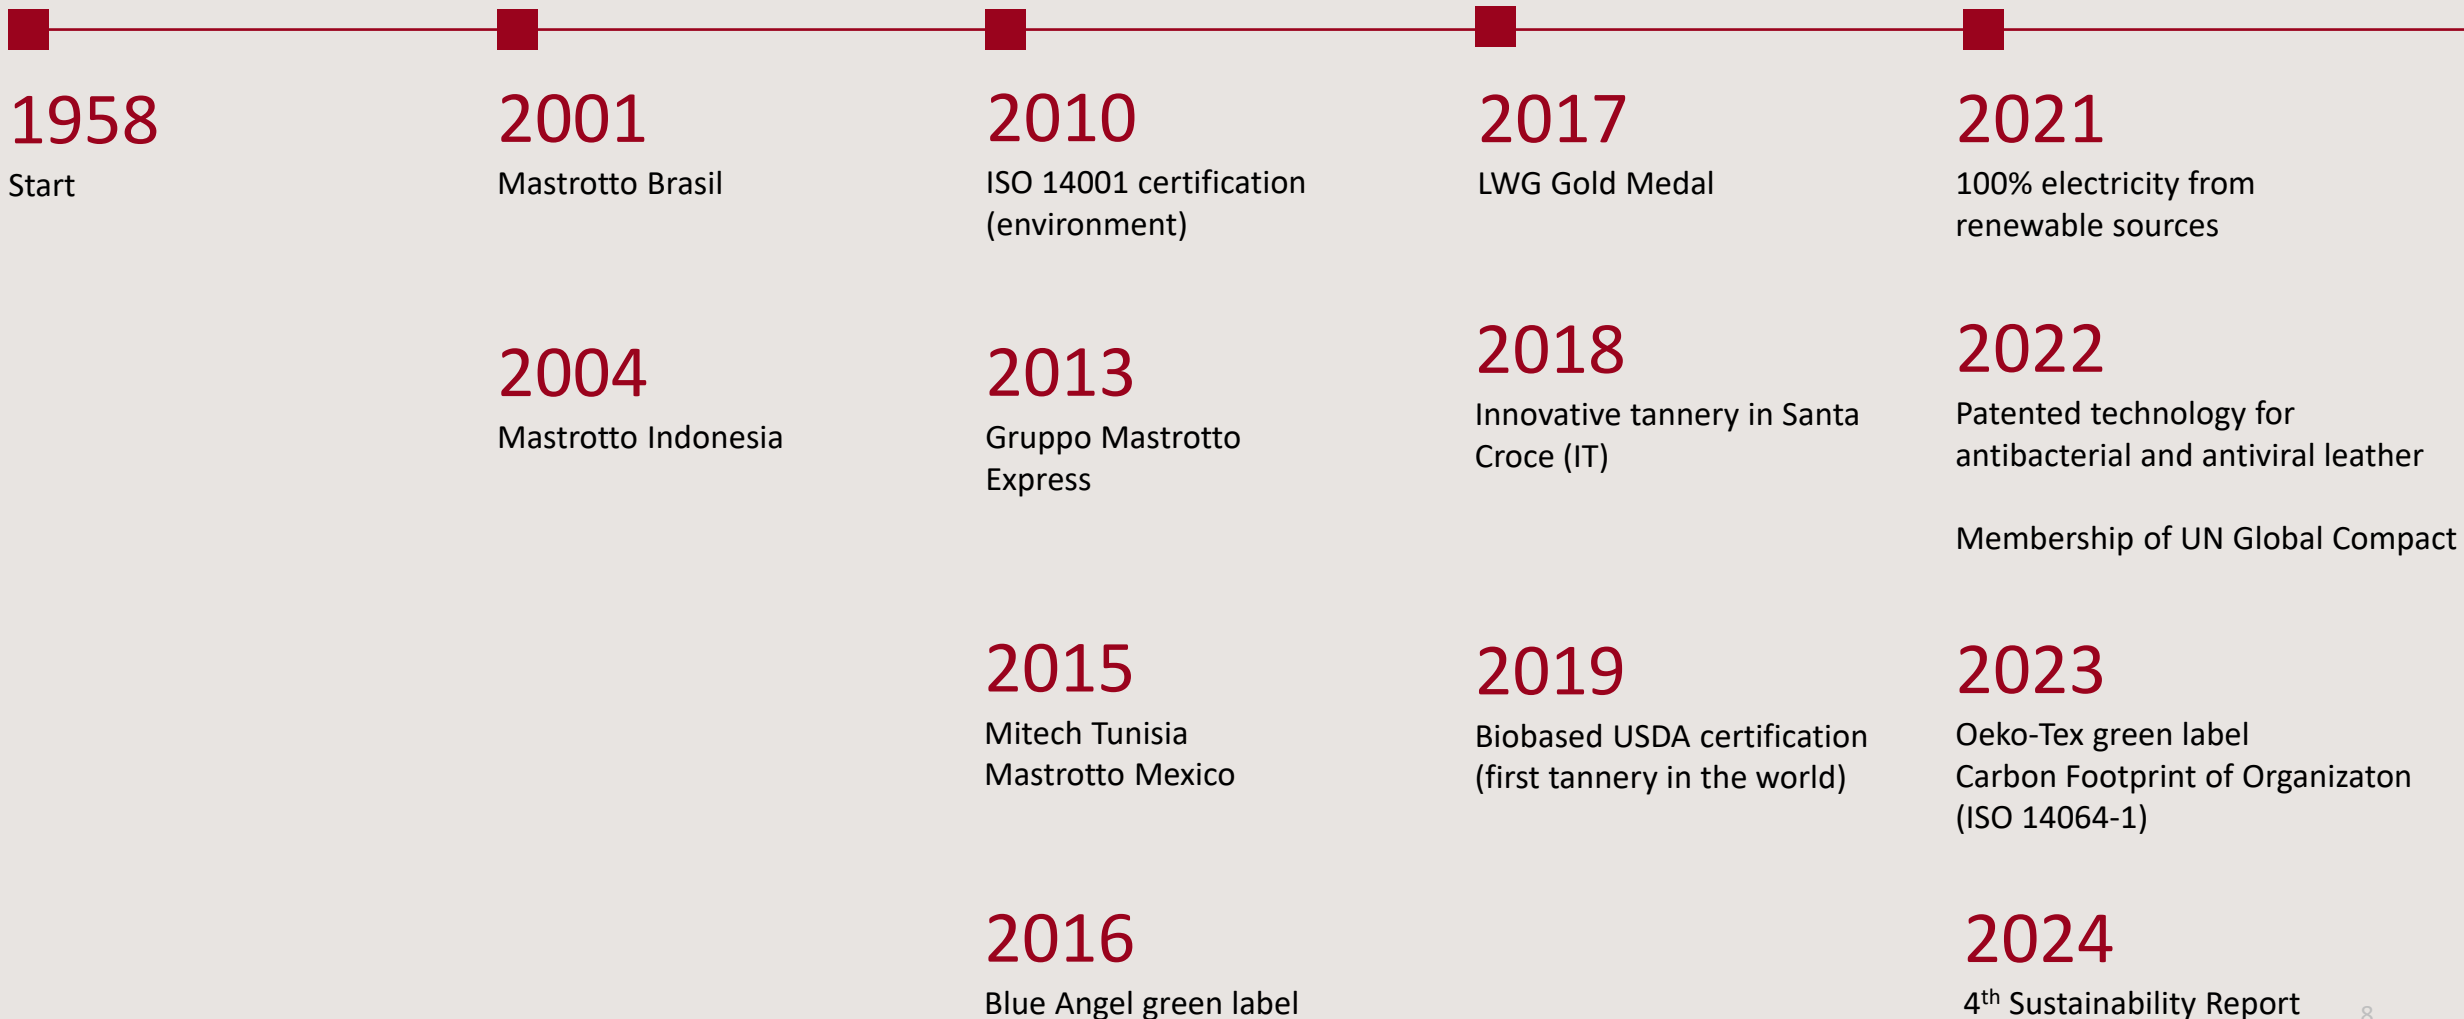 1958
Start
2001
Mastrotto Brasil
2004
Mastrotto Indonesia
2010
ISO 14001 certification
(environment)
2013
Gruppo Mastrotto
Express
2015
Mitech Tunisia
Mastrotto Mexico
2016
Blue Angel green label
2017
LWG Gold Medal
2018
Innovative tannery in Santa
Croce (IT)
2019
Biobased USDA certification
(first tannery in the world)
2021
100% electricity from
renewable sources
2022
Patented technology for
antibacterial and antiviral leather
Membership of UN Global Compact
2023
Oeko-Tex green label
Carbon Footprint of Organizaton
(ISO 14064-1)
2024
4th Sustainability Report
8